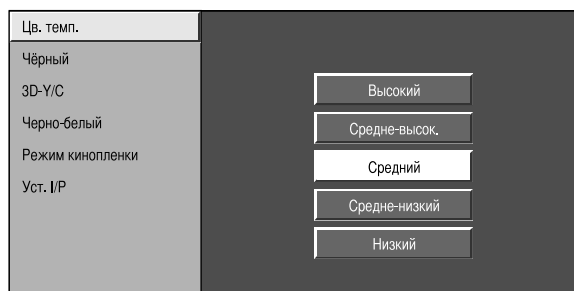 Цв. темп.
Чёрный
3D-Y/C
Черно-белый
Режим кинопленки
Уст. I/P
Высокий
Средне-высок.
Средний
Средне-низкий
Низкий